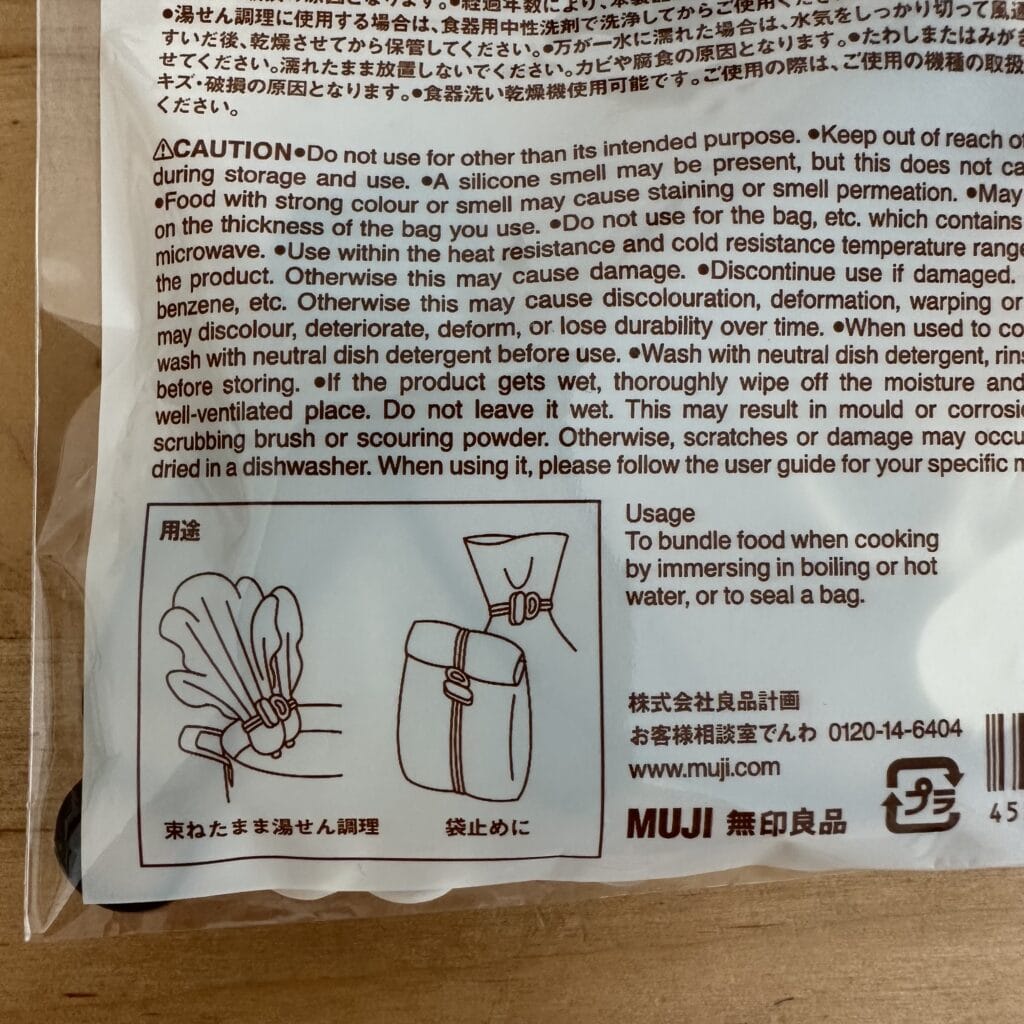 ●経過年数により、本製品
●湯せん調理に使用する場合は、食器用中性洗剤で洗浄してからご使用
すいだ後、乾燥させてから保管してください。●万が一水に濡れた場合は、水気をしっかり切って風通
せてください。濡れたまま放置しないでください。カビや腐食の原因となります。●たわしまたはみがき
キズ・破損の原因となります。●食器洗い乾燥機使用可能です。ご使用の際は、ご使用の機種の取扱
ください。
⚠CAUTION●Do not use for other than its intended purpose. ●Keep out of reach of
during storage and use. ●A silicone smell may be present, but this does not ca
●Food with strong colour or smell may cause staining or smell permeation. ●May
on the thickness of the bag you use. ●Do not use for the bag, etc. which contains
microwave. ●Use within the heat resistance and cold resistance temperature range
the product. Otherwise this may cause damage. ●Discontinue use if damaged.
benzene, etc. Otherwise this may cause discolouration, deformation, warping or
may discolour, deteriorate, deform, or lose durability over time. ●When used to co
wash with neutral dish detergent before use. ●Wash with neutral dish detergent, rins
before storing. ●If the product gets wet, thoroughly wipe off the moisture and
well-ventilated place. Do not leave it wet. This may result in mould or corrosio
scrubbing brush or scouring powder. Otherwise, scratches or damage may occu
dried in a dishwasher. When using it, please follow the user guide for your specific m
用途
束ねたまま湯せん調理
袋止めに
Usage
To bundle food when cooking
by immersing in boiling or hot
water, or to seal a bag.
株式会社良品計画
お客様相談室でんわ 0120-14-6404
www.muji.com
MUJI 無印良品
プラ
45